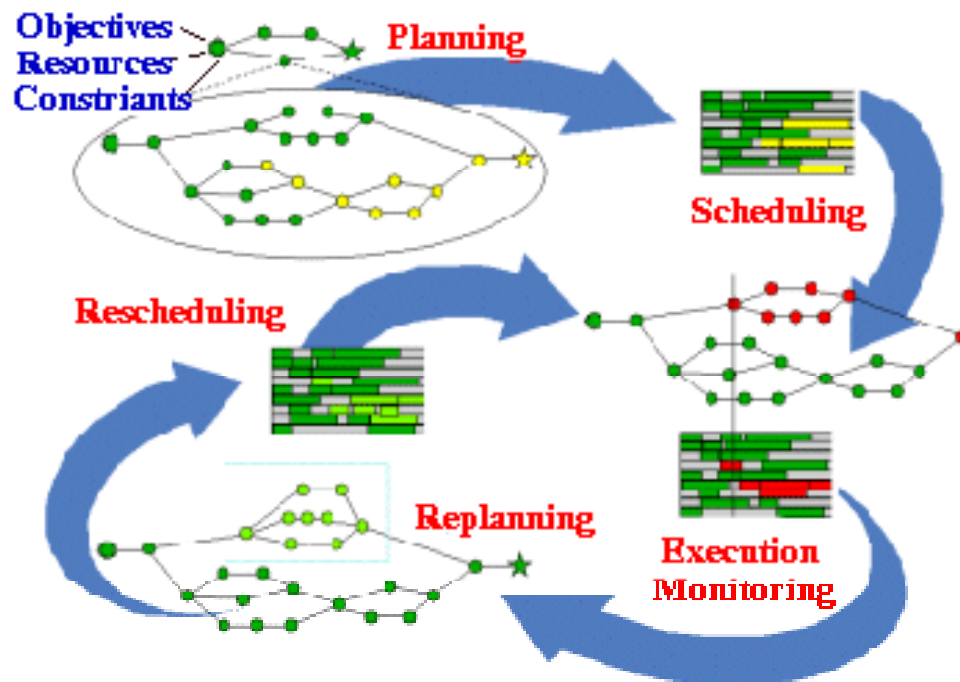 Objectives
Resources
Constriants
Planning
Scheduling
Rescheduling
Replanning
Execution
Monitoring